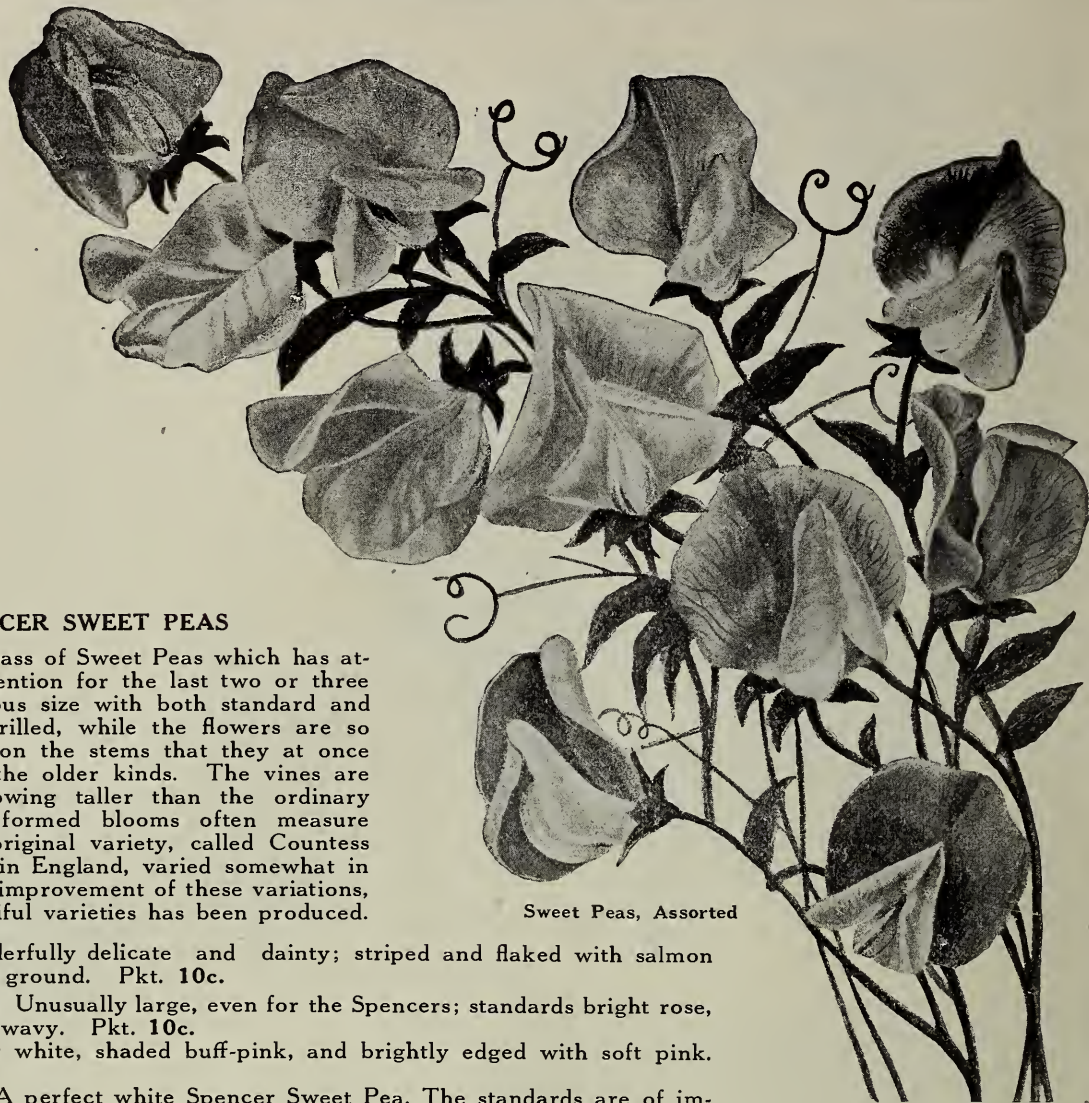 CER SWEET PEAS
ass of Sweet Peas which has at-
ention for the last two or three
ous size with both standard and
rilled, while the flowers are so
on the stems that they at once
the older kinds. The vines are
owing taller than the ordinary
formed blooms often measure
original variety, called Countess
in England, varied somewhat in
improvement of these variations,
iful varieties has been produced.
Sweet Peas, Assorted
derfully delicate and dainty; striped and flaked with salmon
ground. Pkt. 10c.
Unusually large, even for the Spencers; standards bright rose,
wavy. Pkt. 10c.
white, shaded buff-pink, and brightly edged with soft pink.
A perfect white Spencer Sweet Pea. The standards are of im-